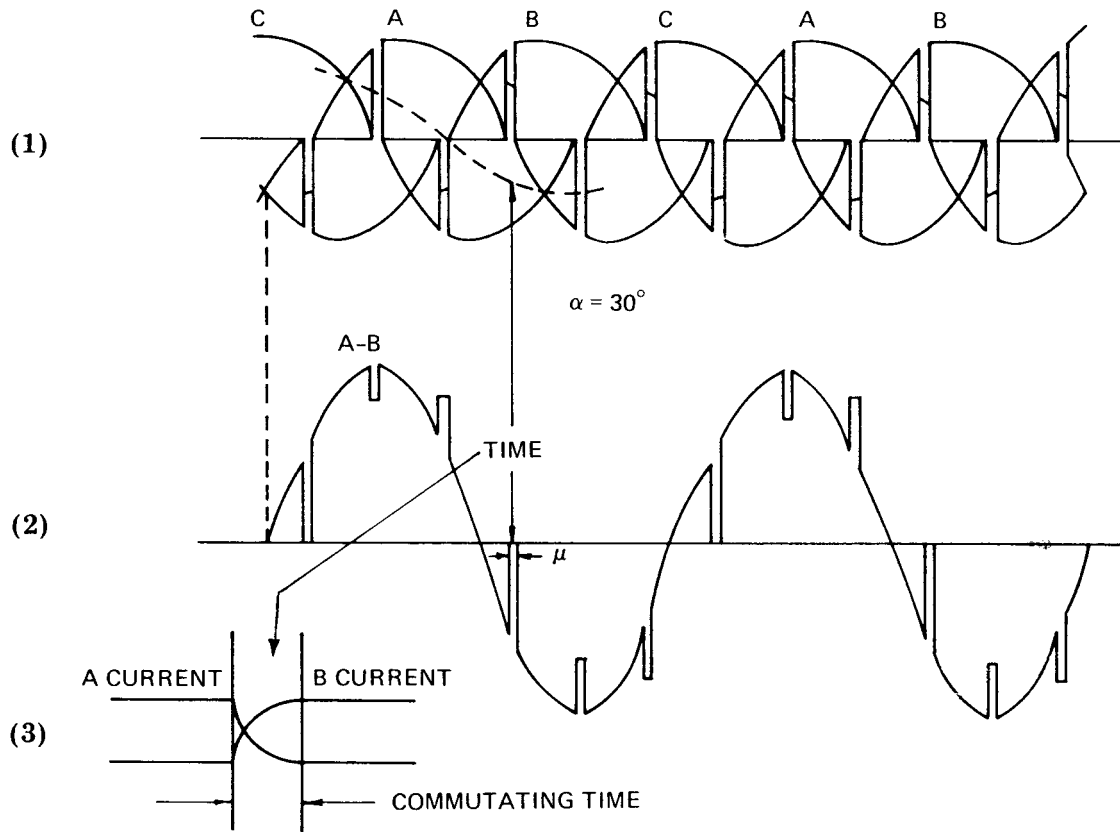 C A B C A B
(1)
α = 30°
A-B
TIME
(2)
μ
A CURRENT B CURRENT
(3)
COMMUTATING TIME